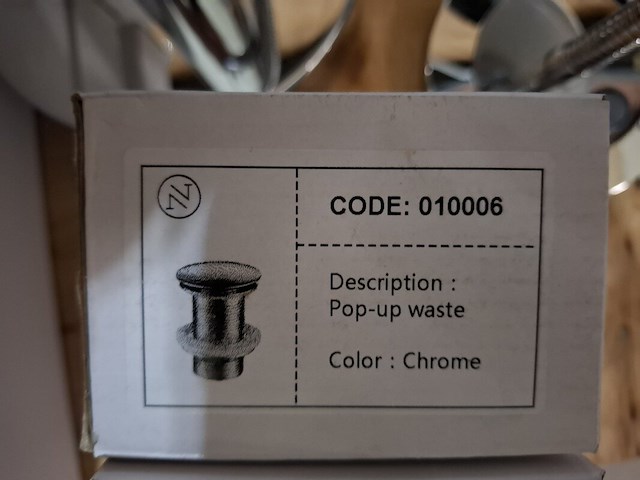 CODE: 010006
Description :
Pop-up waste
Color : Chrome